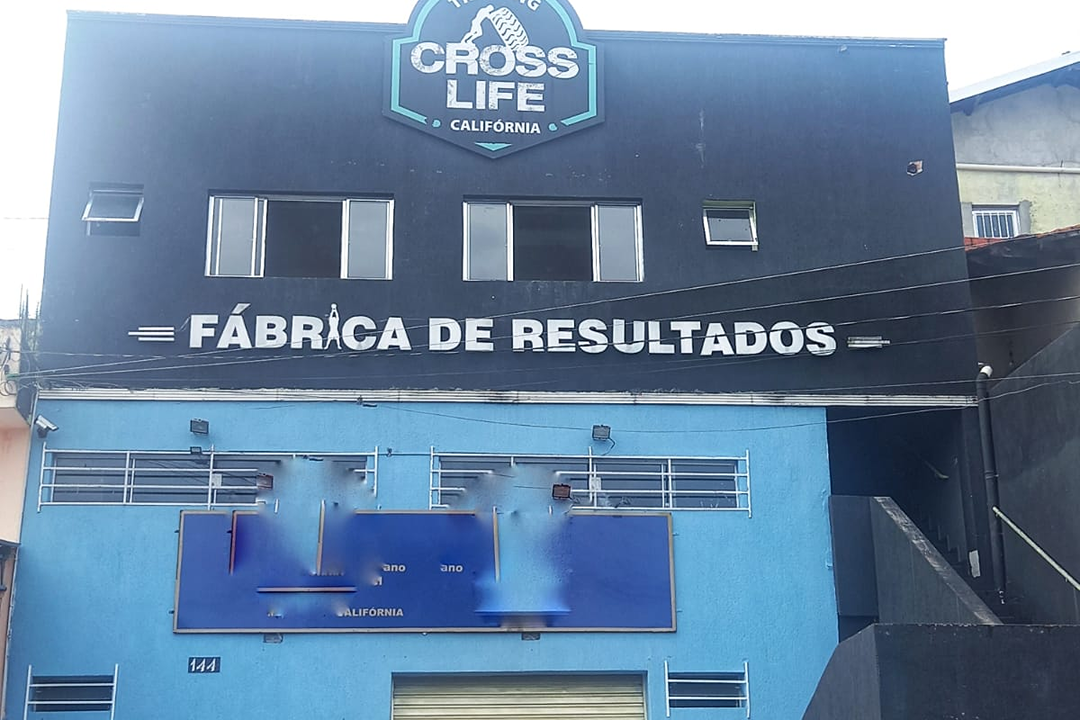 CROSS
LIFE
CALIFÓRNIA
FÁBRICA DE RESULTADOS
ano ano
CALIFÓRNIA
144